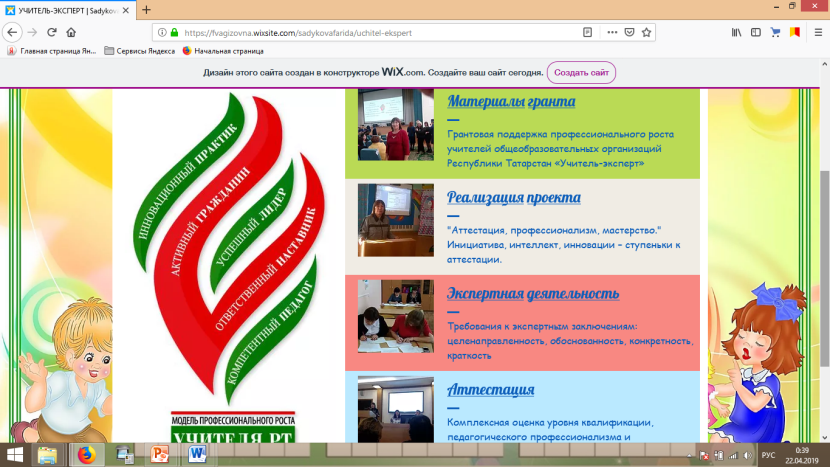 УЧИТЕЛЬ-ЭКСПЕРТ | Sadykov
https://fvagizovna.wixsite.com/sadykovafarida/uchitel-ekspert
Главная страница Ян...
Сервисы Яндекса
Начальная страница
Дизайн этого сайта создан в конструкторе WiX.com. Создайте ваш сайт сегодня.
Создать сайт
ИННОВАЦИОННЫЙ ПРАКТИК
АКТИВНЫЙ ГРАЖДАНИН
УСПЕШНЫЙ ЛИДЕР
ОТВЕТСТВЕННЫЙ НАСТАВНИК
КОМПЕТЕНТНЫЙ ПЕДАГОГ
МОДЕЛЬ ПРОФЕССИОНАЛЬНОГО РОСТА
УЧИТЕЛЯ РТ
Материалы гранта
Грантовая поддержка профессионального роста
учителей общеобразовательных организаций
Республики Татарстан «Учитель-эксперт»
Реализация проекта
"Аттестация, профессионализм, мастерство."
Инициатива, интеллект, инновации – ступеньки к
аттестации.
Экспертная деятельность
Требования к экспертным заключениям:
целенаправленность, обоснованность, конкретность,
краткость
Аттестация
Комплексная оценка уровня квалификации,
педагогического профессионализма и
РУС
0:39
22.04.2019